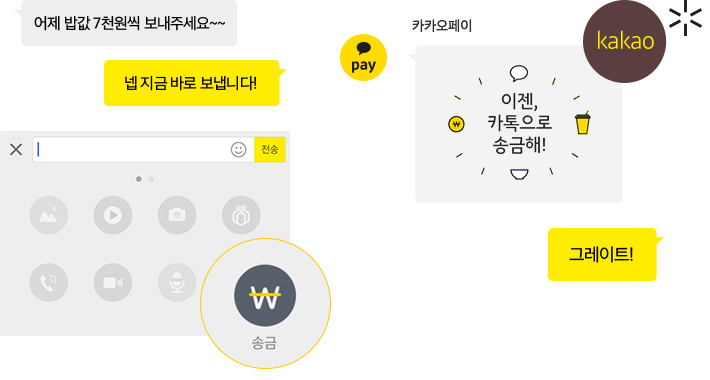 어제 밥값 7천원씩 보내주세요~~
넵 지금 바로 보냅니다!
전송
송금
pay
카카오페이
kakao
이젠,
카톡으로
송금해!
그레이트!